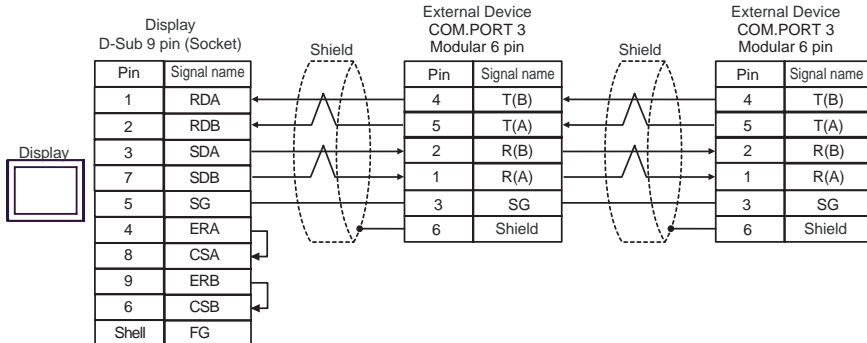 Display
D-Sub 9 pin (Socket)
Shield
External Device
COM.PORT 3
Modular 6 pin
Shield
External Device
COM.PORT 3
Modular 6 pin
Pin Signal name
1 RDA
2 RDB
3 SDA
7 SDB
5 SG
4 ERA
8 CSA
9 ERB
6 CSB
Shell FG
Display
Pin Signal name
4 T(B)
5 T(A)
2 R(B)
1 R(A)
3 SG
6 Shield
Pin Signal name
4 T(B)
5 T(A)
2 R(B)
1 R(A)
3 SG
6 Shield